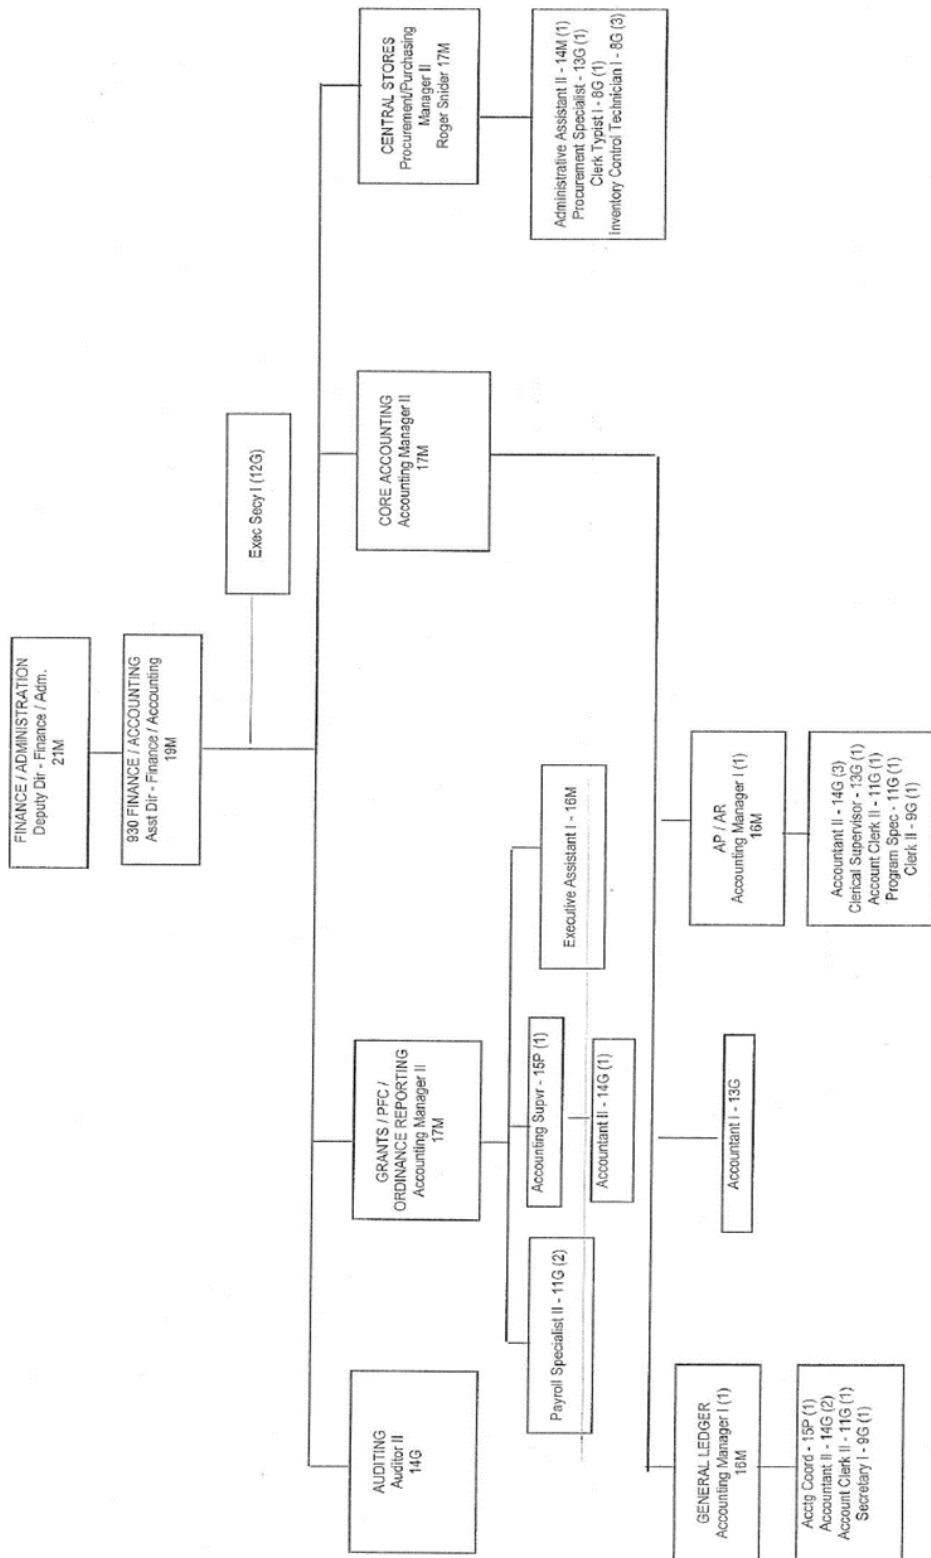 FINANCE / ADMINISTRATION
Deputy Dir - Finance / Adm.
21M
930 FINANCE / ACCOUNTING
Asst Dir - Finance / Accounting
19M
Exec Secy I (12G)
AUDITING
Auditor II
14G
GRANTS / PFC /
ORDINANCE REPORTING
Accounting Manager II
17M
CORE ACCOUNTING
Accounting Manager II
17M
CENTRAL STORES
Procurement/Purchasing
Manager II
Roger Snider 17M
Payroll Specialist II - 11G (2)
Accounting Supvr - 15P (1)
Executive Assistant I - 16M
Accountant II - 14G (1)
Administrative Assistant II - 14M (1)
Procurement Specialist - 13G (1)
Clerk Typist I - 8G (1)
Inventory Control Technician I - 8G (3)
GENERAL LEDGER
Accounting Manager I (1)
16M
Accountant I - 13G
AP / AR
Accounting Manager I (1)
16M
Acctg Coord - 15P (1)
Accountant II - 14G (2)
Account Clerk II - 11G (1)
Secretary I - 9G (1)
Accountant II - 14G (3)
Clerical Supervisor - 13G (1)
Account Clerk II - 11G (1)
Program Spec - 11G (1)
Clerk II - 9G (1)